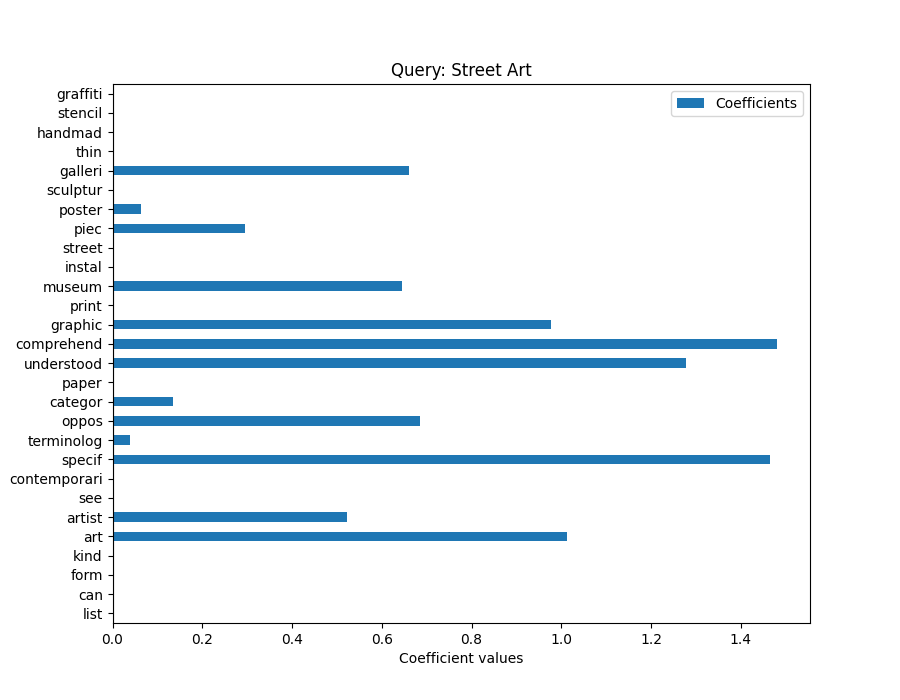 Query: Street Art
Coefficients
graffiti
stencil
handmad
thin
galleri
sculptur
poster
piec
street
instal
museum
print
graphic
comprehend
understood
paper
categor
oppos
terminolog
specif
contemporari
see
artist
art
kind
form
can
list
0.0 0.2 0.4 0.6 0.8 1.0 1.2 1.4
Coefficient values